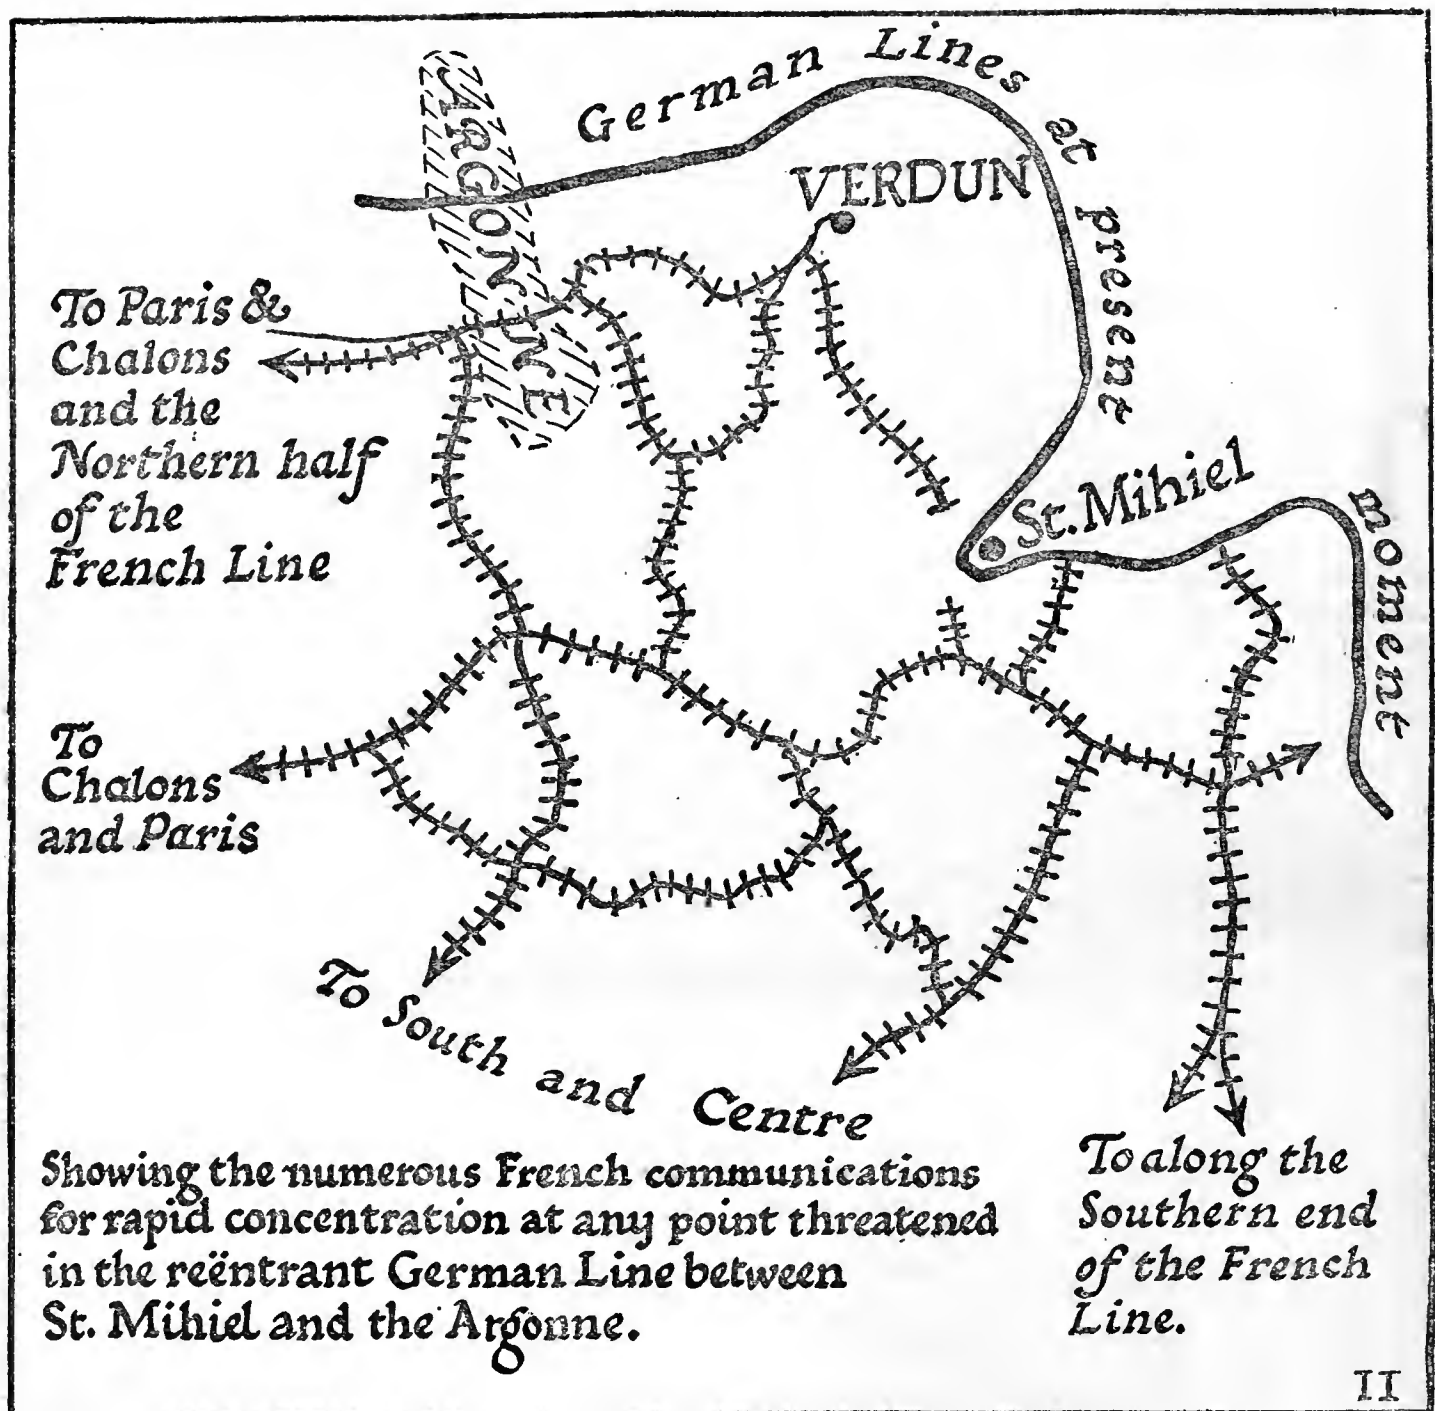 German Lines at present moment
ARGONNE
VERDUN
To Paris &
Chalons
and the
Northern half
of the
French Line
St. Mihiel
To
Chalons
and Paris
To South and Centre
Showing the numerous French communications
for rapid concentration at any point threatened
in the reëntrant German Line between
St. Mihiel and the Argonne.
To along the
Southern end
of the French
Line.
II